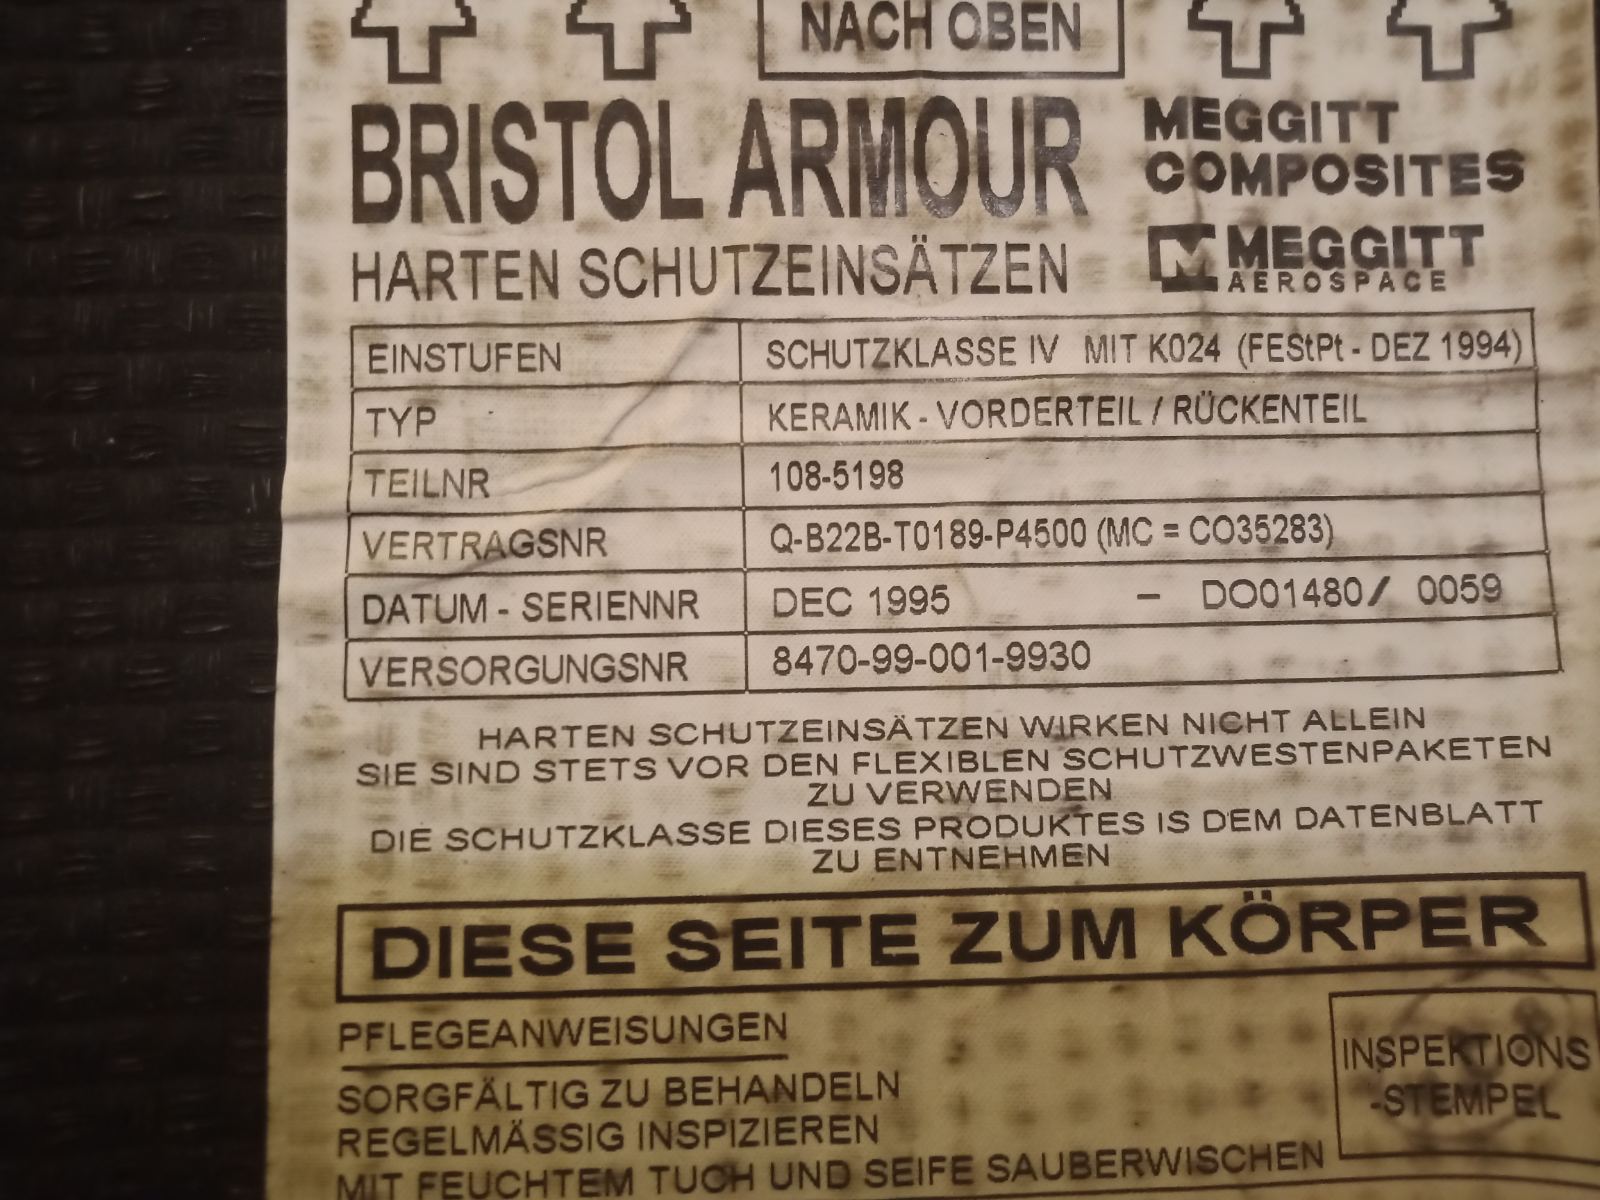 NACH OBEN
BRISTOL ARMOUR
MEGGITT
COMPOSITES
MEGGITT
AEROSPACE
HARTEN SCHUTZEINSÄTZEN
EINSTUFEN SCHUTZKLASSE IV MIT K024 (FEStPt - DEZ 1994)
TYP KERAMIK - VORDERTEIL / RÜCKENTEIL
TEILNR 108-5198
VERTRAGSNR Q-B22B-T0189-P4500 (MC = CO35283)
DATUM - SERIENNR DEC 1995 - DO01480/ 0059
VERSORGUNGSNR 8470-99-001-9930
HARTEN SCHUTZEINSÄTZEN WIRKEN NICHT ALLEIN
SIE SIND STETS VOR DEN FLEXIBLEN SCHUTZWESTENPAKETEN
ZU VERWENDEN
DIE SCHUTZKLASSE DIESES PRODUKTES IS DEM DATENBLATT
ZU ENTNEHMEN
DIESE SEITE ZUM KÖRPER
PFLEGEANWEISUNGEN
SORGFÄLTIG ZU BEHANDELN
REGELMÄSSIG INSPIZIEREN
MIT FEUCHTEM TUCH UND SEIFE SAUBERWISCHEN
INSPEKTIONS
-STEMPEL